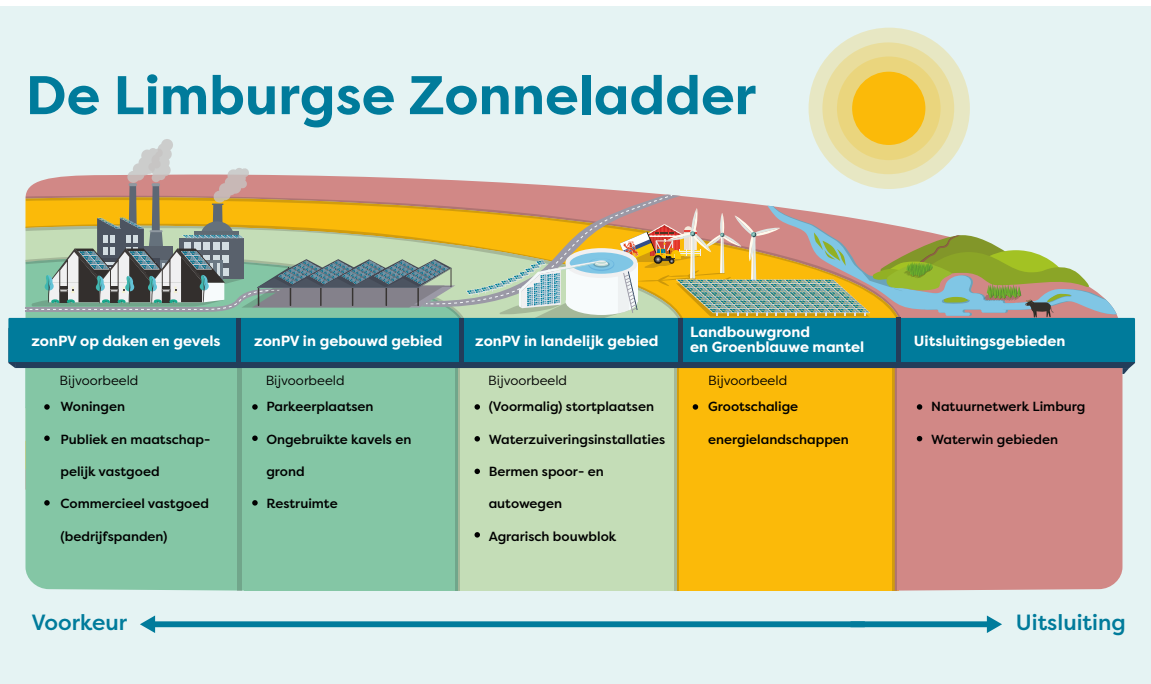 De Limburgse Zonneladder
zonPV op daken en gevels
Bijvoorbeeld
• Woningen
• Publiek en maatschap-
pelijk vastgoed
• Commercieel vastgoed
(bedrijfspanden)
zonPV in gebouwd gebied
Bijvoorbeeld
• Parkeerplaatsen
• Ongebruikte kavels en
grond
• Restruimte
zonPV in landelijk gebied
Bijvoorbeeld
• (Voormalig) stortplaatsen
• Waterzuiveringsinstallaties
• Bermen spoor- en
autowegen
• Agrarisch bouwblok
Landbouwgrond
en Groenblauwe mantel
Bijvoorbeeld
• Grootschalige
energielandschappen
Uitsluitingsgebieden
• Natuurnetwerk Limburg
• Waterwin gebieden
Voorkeur
Uitsluiting